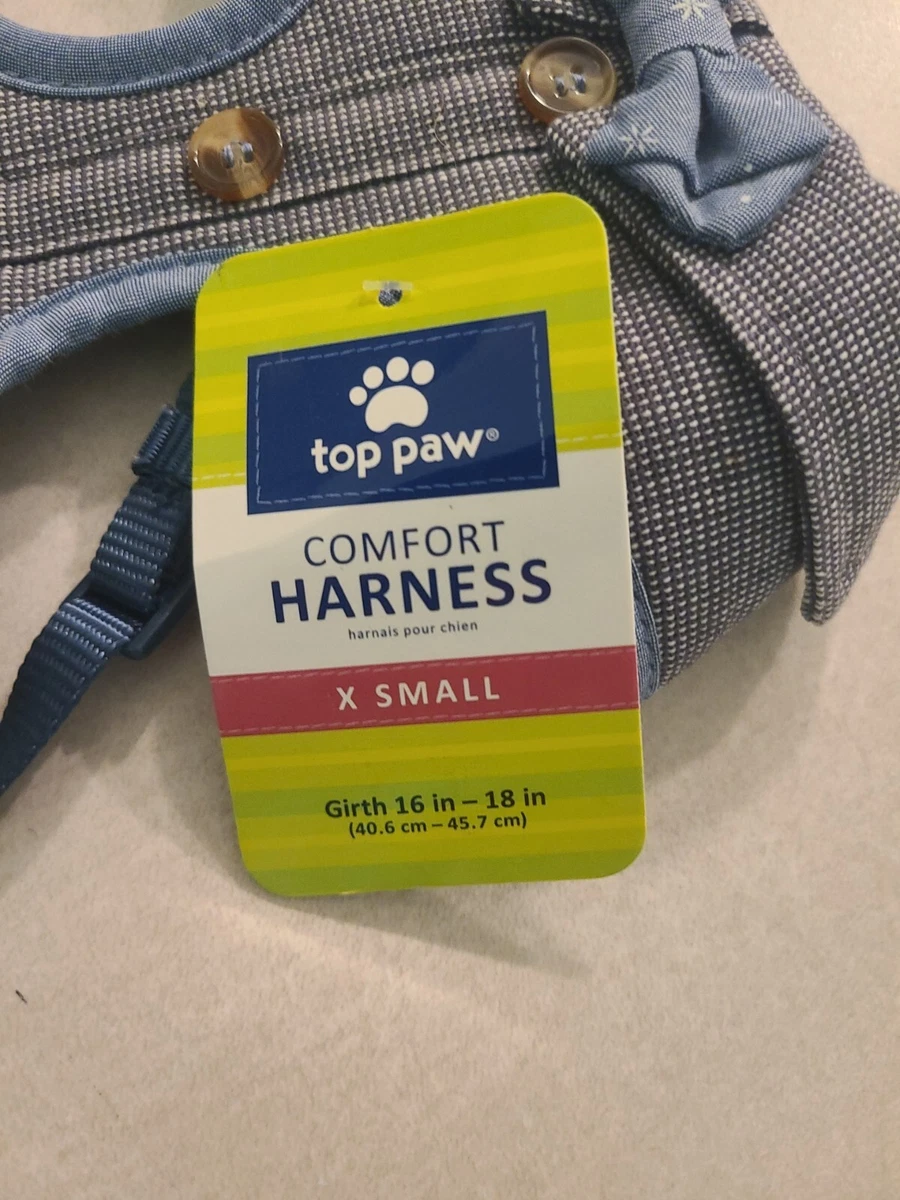 top paw®
COMFORT
HARNESS
harnais pour chien
X SMALL
Girth 16 in – 18 in
(40.6 cm – 45.7 cm)